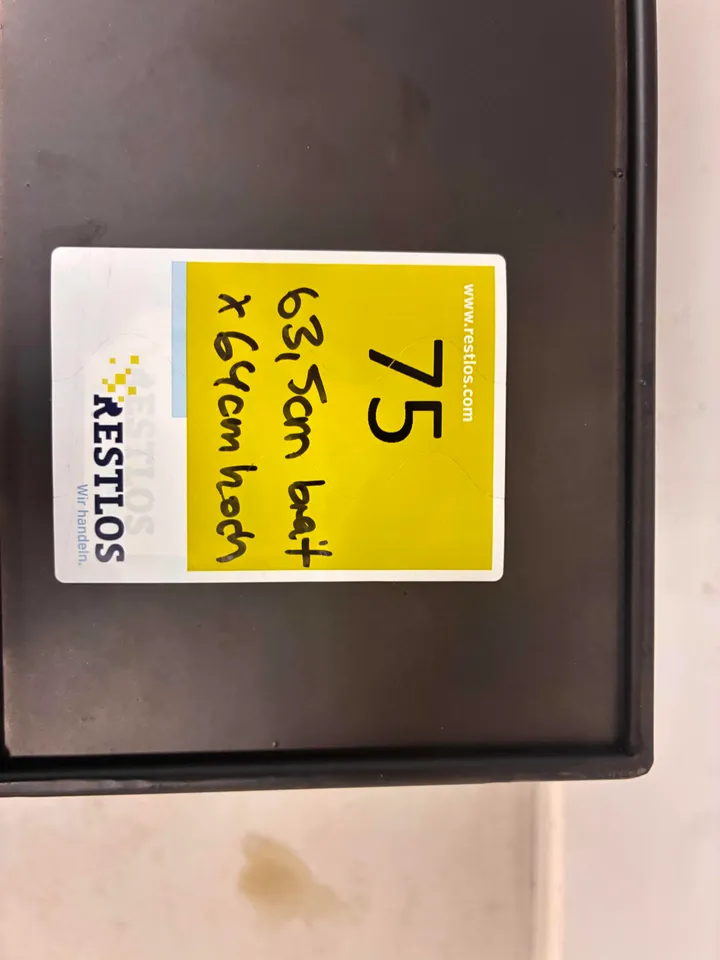 www.restlos.com
75
63,5cm breit
x 64cm hoch
RESTLOS
Wir handeln.